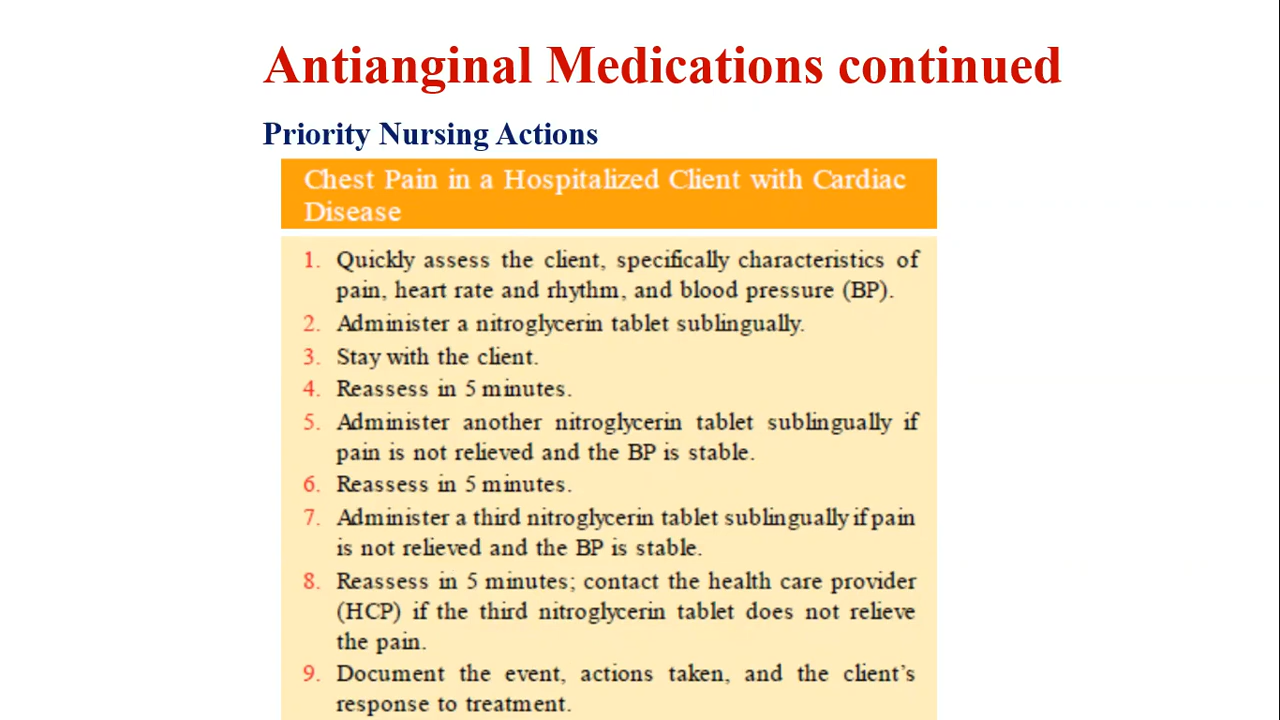 Antianginal Medications continued
Priority Nursing Actions
Chest Pain in a Hospitalized Client with Cardiac
Disease
1. Quickly assess the client, specifically characteristics of
pain, heart rate and rhythm, and blood pressure (BP).
2. Administer a nitroglycerin tablet sublingually.
3. Stay with the client.
4. Reassess in 5 minutes.
5. Administer another nitroglycerin tablet sublingually if
pain is not relieved and the BP is stable.
6. Reassess in 5 minutes.
7. Administer a third nitroglycerin tablet sublingually if pain
is not relieved and the BP is stable.
8. Reassess in 5 minutes; contact the health care provider
(HCP) if the third nitroglycerin tablet does not relieve
the pain.
9. Document the event, actions taken, and the client's
response to treatment.